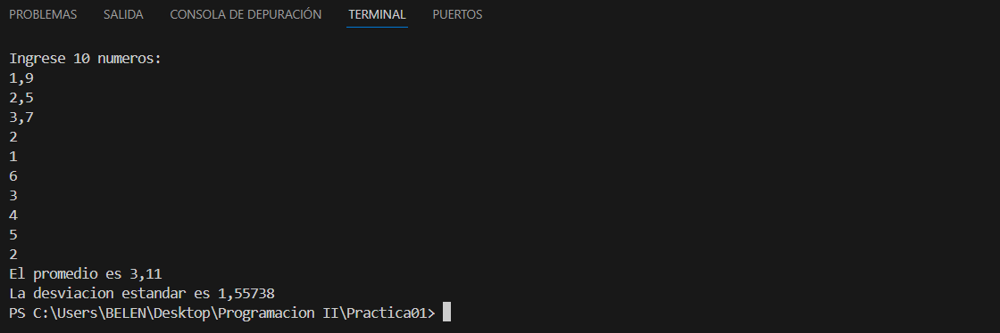 PROBLEMAS SALIDA CONSOLA DE DEPURACIÓN TERMINAL PUERTOS
Ingrese 10 numeros:
1,9
2,5
3,7
2
1
6
3
4
5
2
El promedio es 3,11
La desviacion estandar es 1,55738
PS C:\Users\BELEN\Desktop\Programacion II\Practica01>